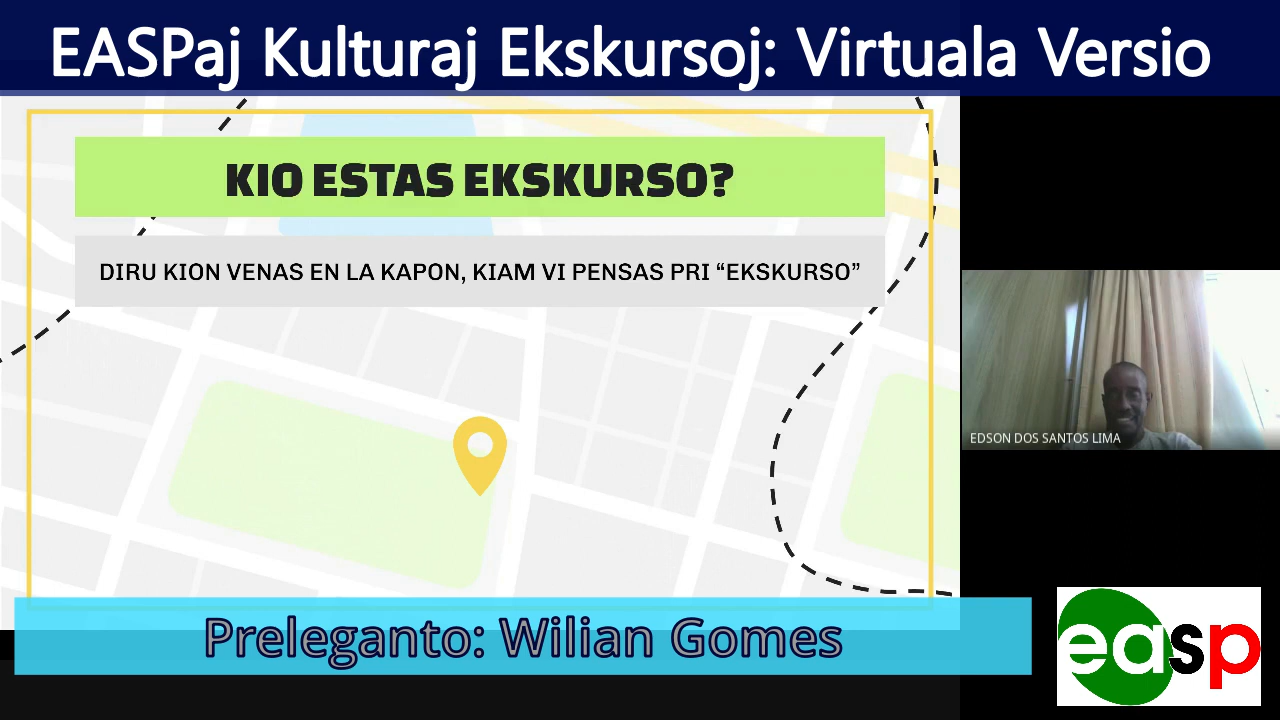 EASPaj Kulturaj Ekskursoj: Virtuala Versio
KIO ESTAS EKSKURSO?
DIRU KION VENAS EN LA KAPON, KIAM VI PENSAS PRI “EKSKURSO”
EDSON DOS SANTOS LIMA
Preleganto: Wilian Gomes
easp